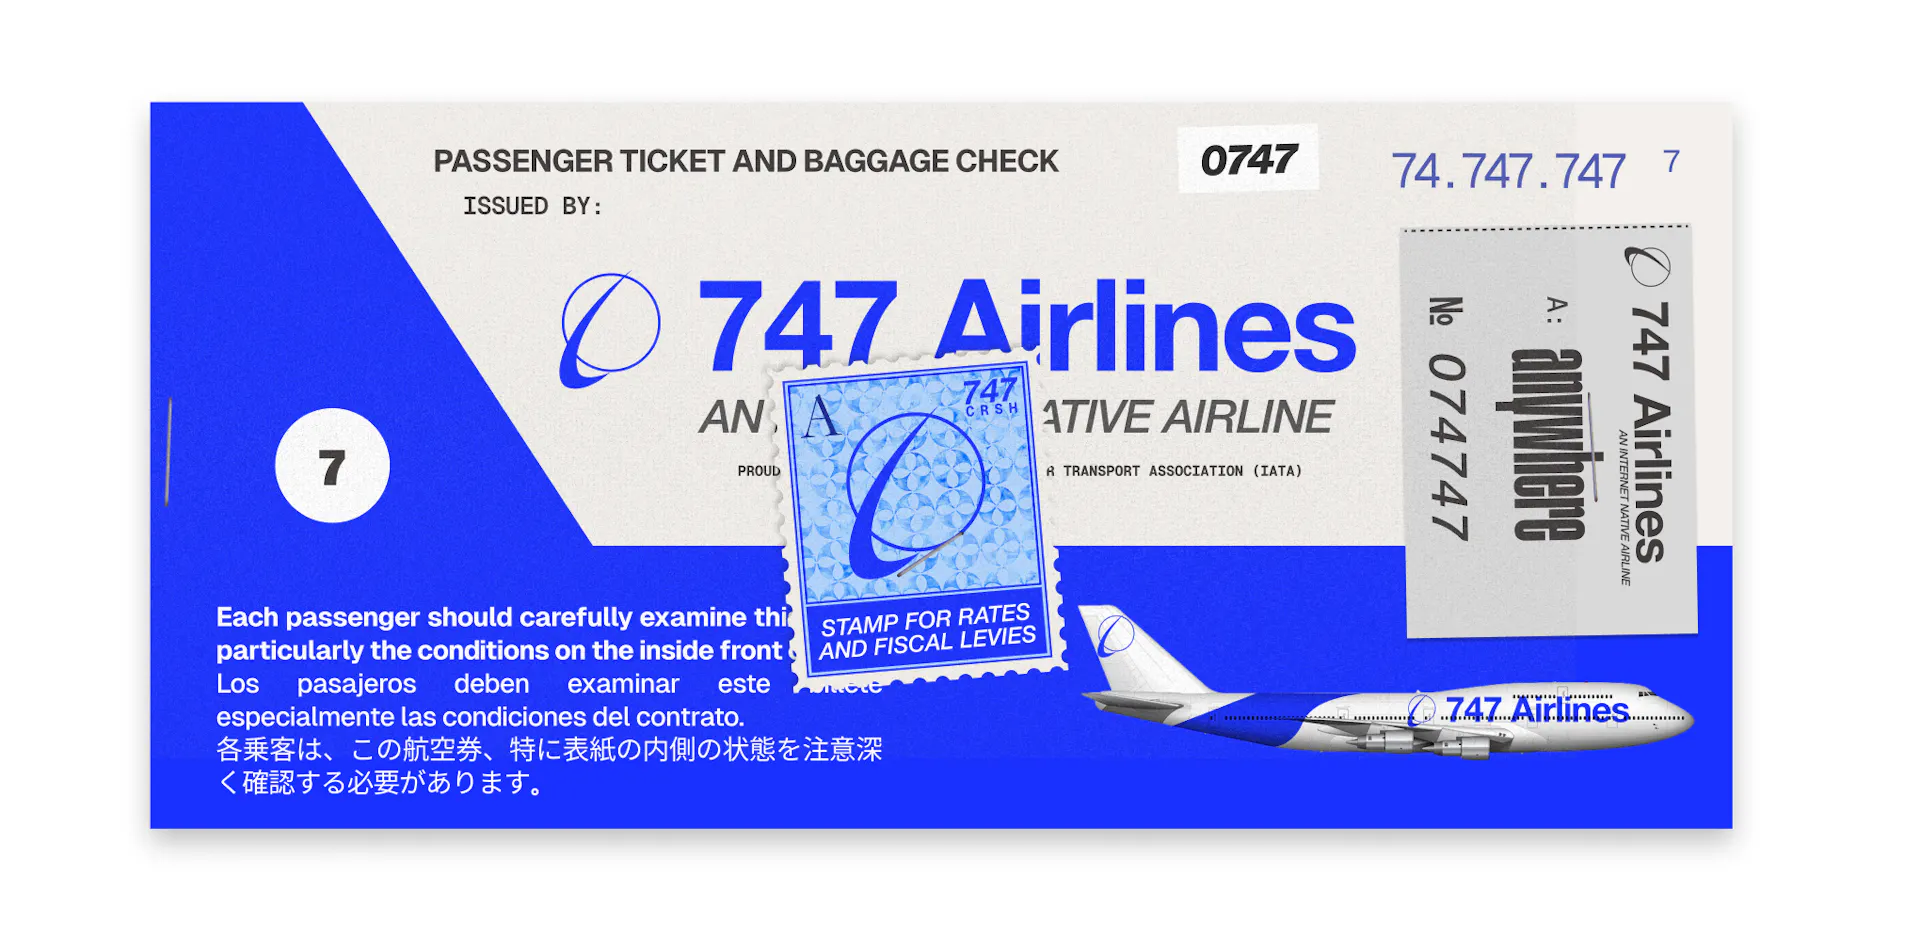 PASSENGER TICKET AND BAGGAGE CHECK
ISSUED BY:
0747
74.747.747 7
747 Airlines
AN
ATIVE AIRLINE
PROUD
TRANSPORT ASSOCIATION (IATA)
7
A
747
CRSH
STAMP FOR RATES
AND FISCAL LEVIES
747 Airlines
AN INTERNET NATIVE AIRLINE
A:
anywhere
№ 074747
Each passenger should carefully examine thi
particularly the conditions on the inside front
Los pasajeros deben examinar este billete
especialmente las condiciones del contrato.
各乗客は、この航空券、特に表紙の内側の状態を注意深
く確認する必要があります。
747 Airlines